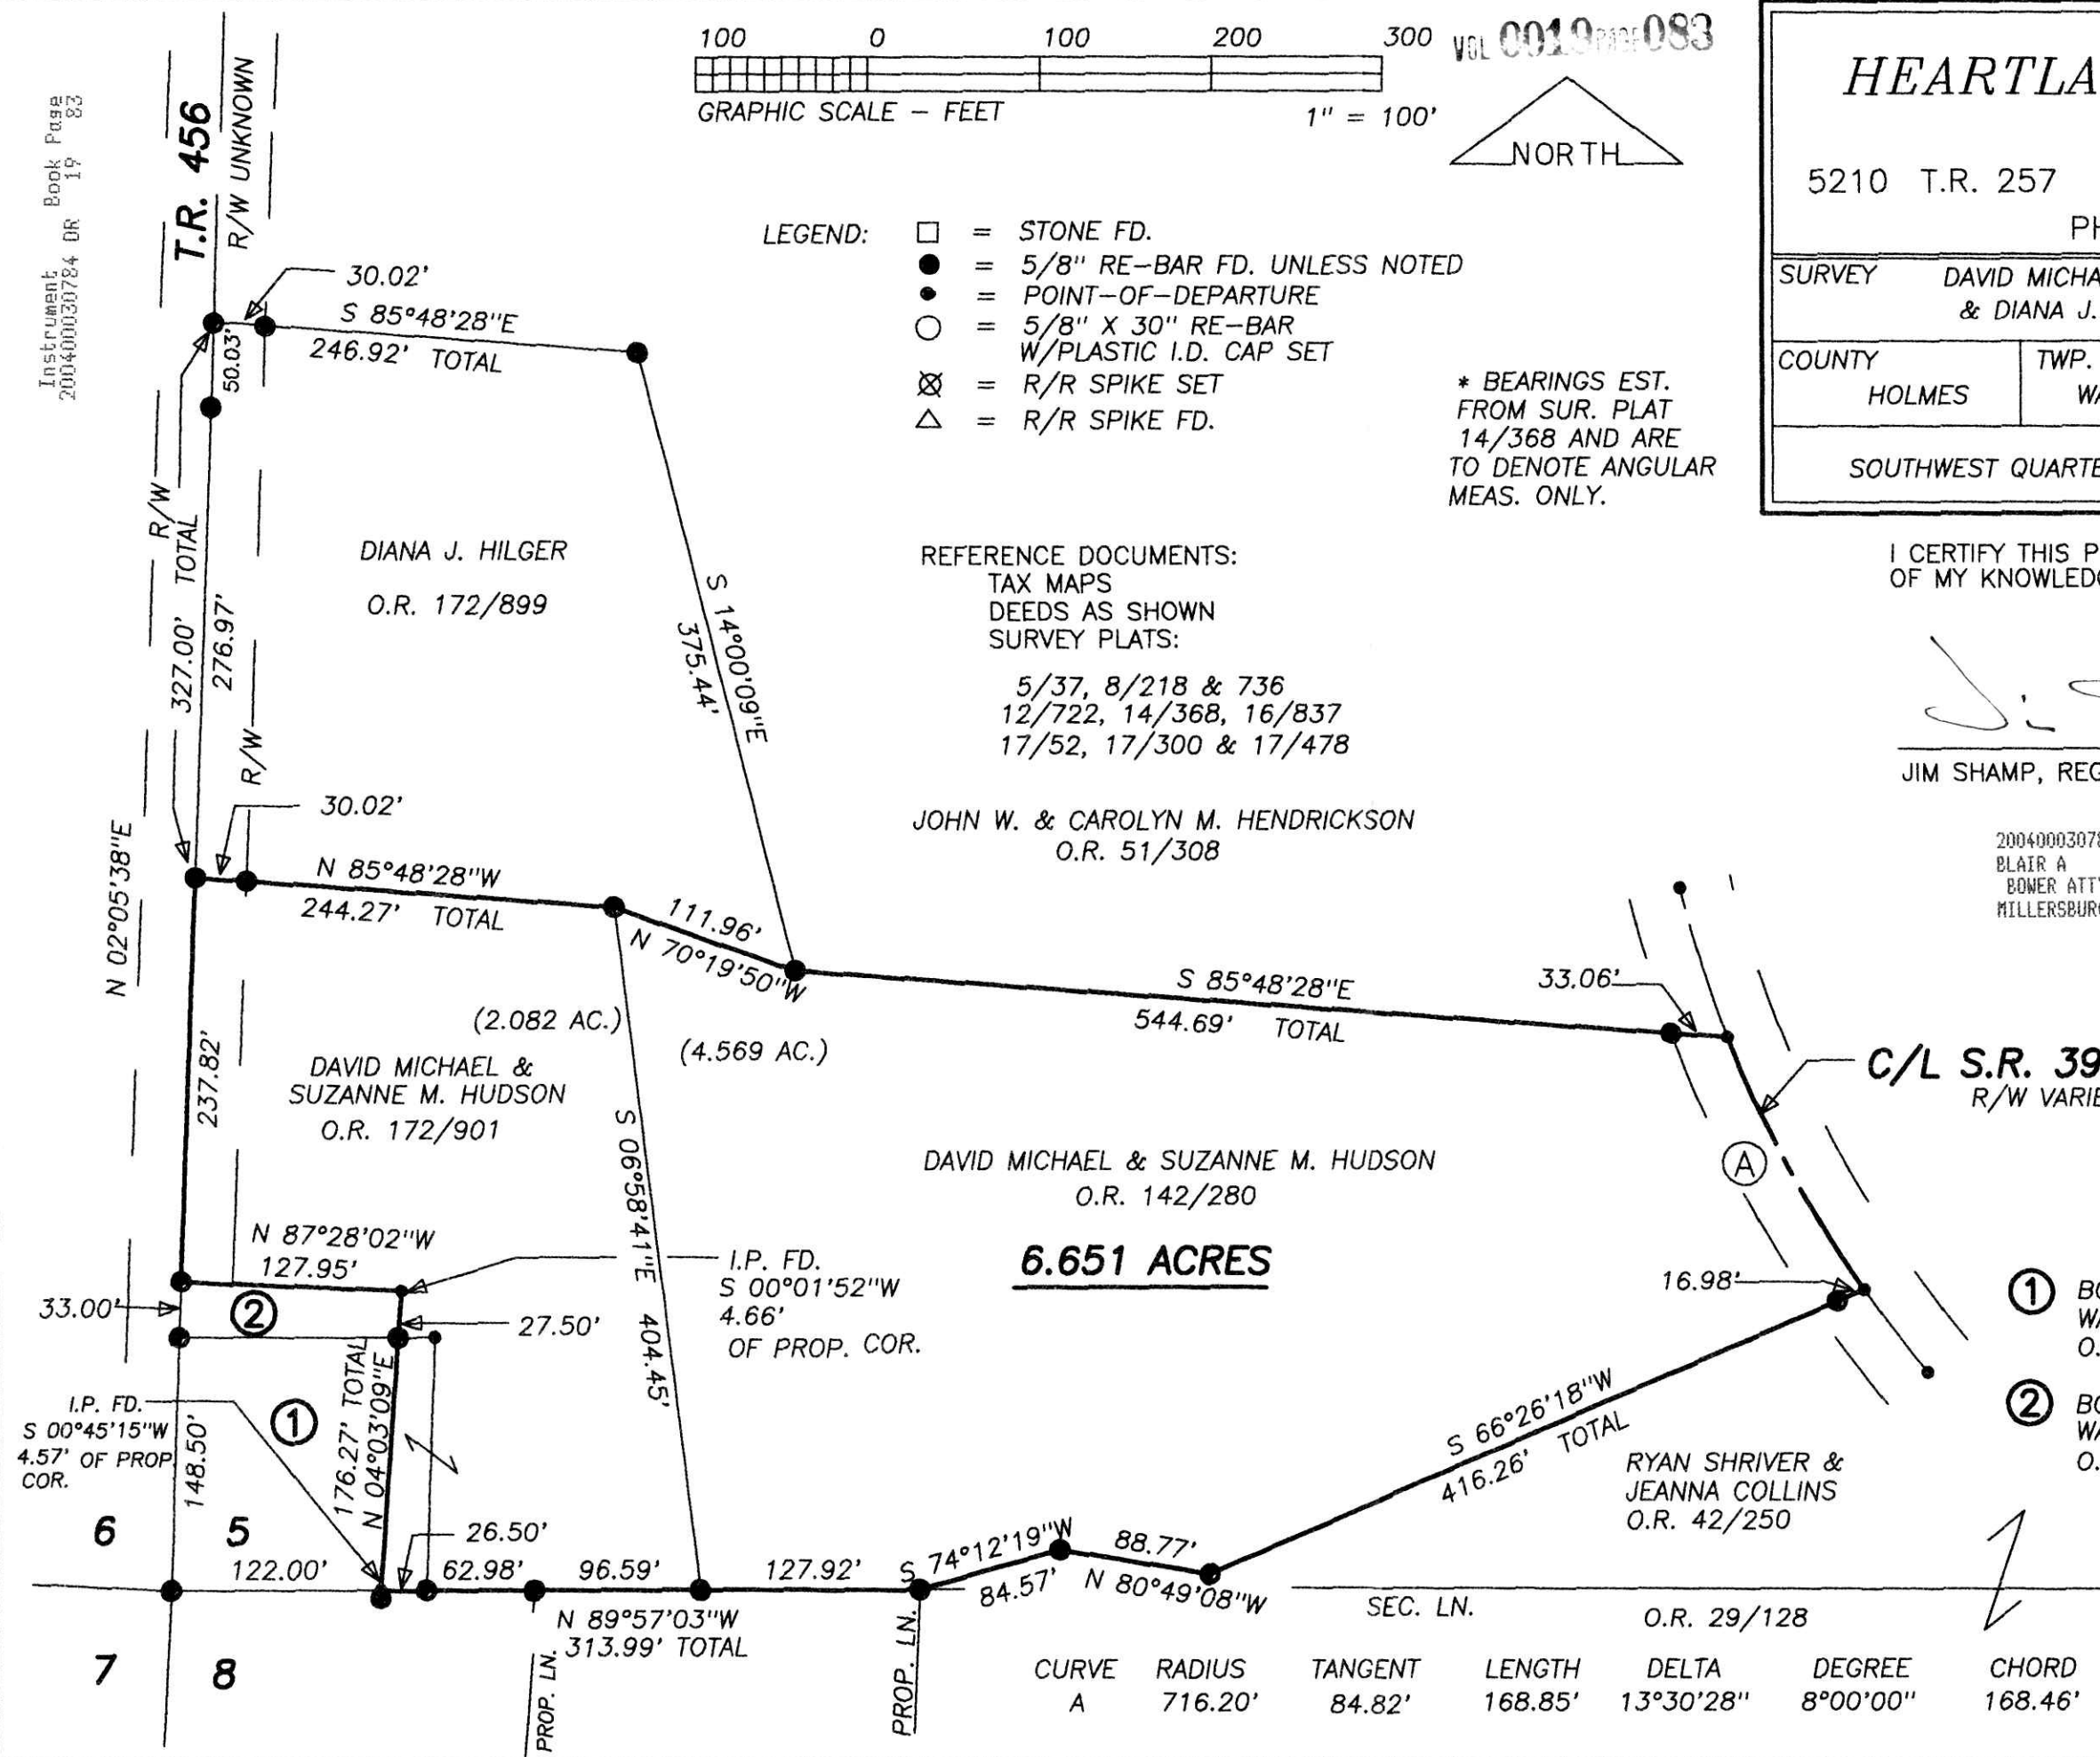 100 0 100 200 300
GRAPHIC SCALE – FEET 1" = 100'
VOL 0019 PAGE 083
NORTH
Instrument Book Page
200400030784 OR 19 83
T.R. 456
R/W UNKNOWN
HEARTLA
5210 T.R. 257
PH
SURVEY DAVID MICHA
& DIANA J.
COUNTY
HOLMES
TWP.
WA
SOUTHWEST QUARTE
LEGEND:
□ = STONE FD.
● = 5/8" RE-BAR FD. UNLESS NOTED
• = POINT-OF-DEPARTURE
○ = 5/8" X 30" RE-BAR
W/PLASTIC I.D. CAP SET
= R/R SPIKE SET
△ = R/R SPIKE FD.
* BEARINGS EST.
FROM SUR. PLAT
14/368 AND ARE
TO DENOTE ANGULAR
MEAS. ONLY.
30.02'
S 85°48'28"E
246.92' TOTAL
50.03'
R/W
327.00' TOTAL
276.97'
R/W
DIANA J. HILGER
O.R. 172/899
S 14°00'09"E
375.44'
REFERENCE DOCUMENTS:
TAX MAPS
DEEDS AS SHOWN
SURVEY PLATS:
5/37, 8/218 & 736
12/722, 14/368, 16/837
17/52, 17/300 & 17/478
I CERTIFY THIS P
OF MY KNOWLED
JIM SHAMP, REG
JOHN W. & CAROLYN M. HENDRICKSON
O.R. 51/308
2004000307
BLAIR A
BOWER ATT
MILLERSBUR
30.02'
N 02°05'38"E
N 85°48'28"W
244.27' TOTAL
111.96'
N 70°19'50"W
S 85°48'28"E
544.69' TOTAL
33.06'
C/L S.R. 39
R/W VARIE
A
237.82'
(2.082 AC.)
(4.569 AC.)
DAVID MICHAEL &
SUZANNE M. HUDSON
O.R. 172/901
S 06°58'41"E 404.45'
DAVID MICHAEL & SUZANNE M. HUDSON
O.R. 142/280
6.651 ACRES
N 87°28'02"W
127.95'
I.P. FD.
S 00°01'52"W
4.66'
OF PROP. COR.
33.00'
2
27.50'
16.98'
1 BO
WA
O.
2 BO
WA
O.
I.P. FD.
S 00°45'15"W
4.57' OF PROP
COR.
148.50'
1
176.27' TOTAL
N 04°03'09"E
S 66°26'18"W
416.26' TOTAL
RYAN SHRIVER &
JEANNA COLLINS
O.R. 42/250
6 5
122.00'
26.50'
62.98'
96.59'
127.92'
S 74°12'19"W
84.57'
88.77'
N 80°49'08"W
N 89°57'03"W
313.99' TOTAL
SEC. LN.
O.R. 29/128
7 8
PROP. LN.
PROP. LN.
CURVE RADIUS TANGENT LENGTH DELTA DEGREE CHORD
A 716.20' 84.82' 168.85' 13°30'28" 8°00'00" 168.46'